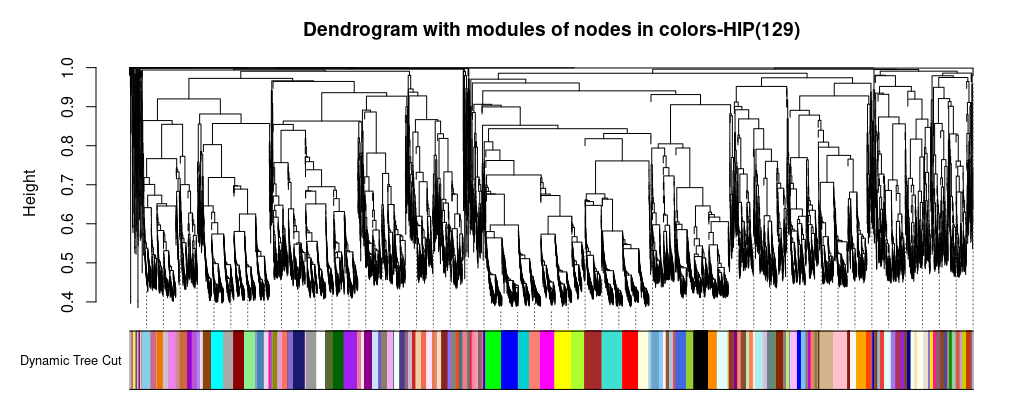 Dendrogram with modules of nodes in colors-HIP(129)
Height
1.0
0.9
0.8
0.7
0.6
0.5
0.4
Dynamic Tree Cut